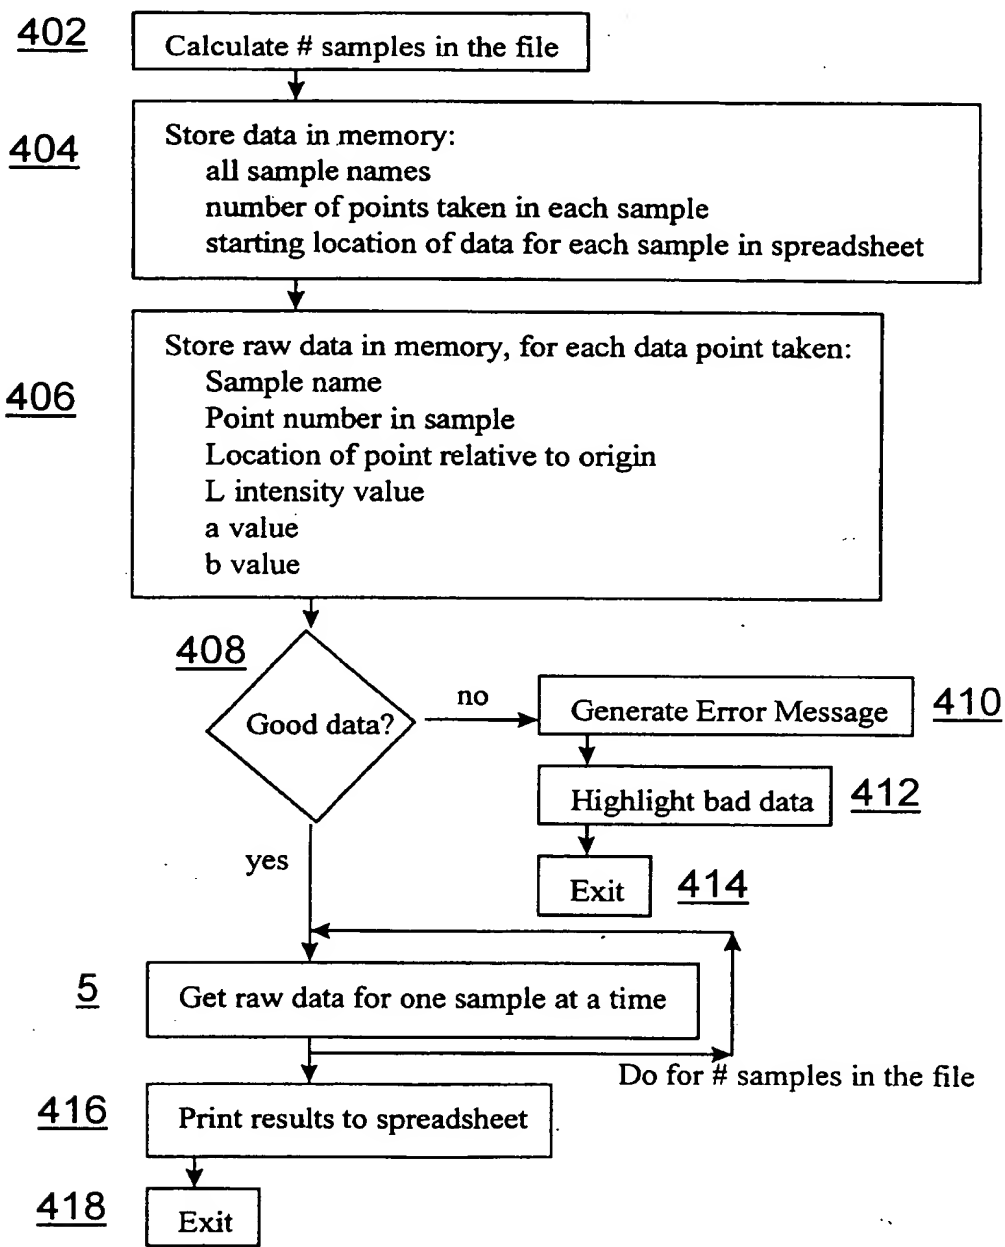 402
Calculate # samples in the file
404
Store data in memory:
all sample names
number of points taken in each sample
starting location of data for each sample in spreadsheet
406
Store raw data in memory, for each data point taken:
Sample name
Point number in sample
Location of point relative to origin
L intensity value
a value
b value
408
Good data?
no
Generate Error Message
410
Highlight bad data
412
yes
Exit
414
5
Get raw data for one sample at a time
Do for # samples in the file
416
Print results to spreadsheet
418
Exit